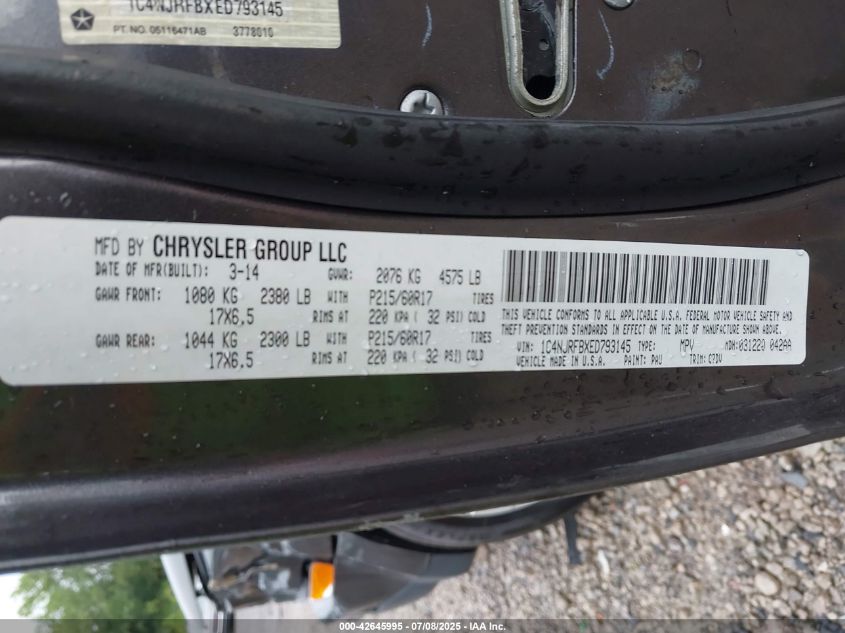 1C4NJRFBXED793145
PT. NO. 05116471AB 3778010
MFD BY CHRYSLER GROUP LLC
DATE OF MFR(BUILT): 3-14 GVWR: 2076 KG 4575 LB
GAWR FRONT: 1080 KG 2380 LB WITH P215/60R17 TIRES
17X6.5 RIMS AT 220 KPA ( 32 PSI) COLD
GAWR REAR: 1044 KG 2300 LB WITH P215/60R17 TIRES
17X6.5 RIMS AT 220 KPA ( 32 PSI) COLD
THIS VEHICLE CONFORMS TO ALL APPLICABLE U.S.A. FEDERAL MOTOR VEHICLE SAFETY AND
THEFT PREVENTION STANDARDS IN EFFECT ON THE DATE OF MANUFACTURE SHOWN ABOVE.
VIN: 1C4NJRFBXED793145 TYPE: MPV MDH: 042AA
VEHICLE MADE IN U.S.A. PAINT: PAU TRIM: C7DV
000-42645995 07/08/2025 IAA Inc.